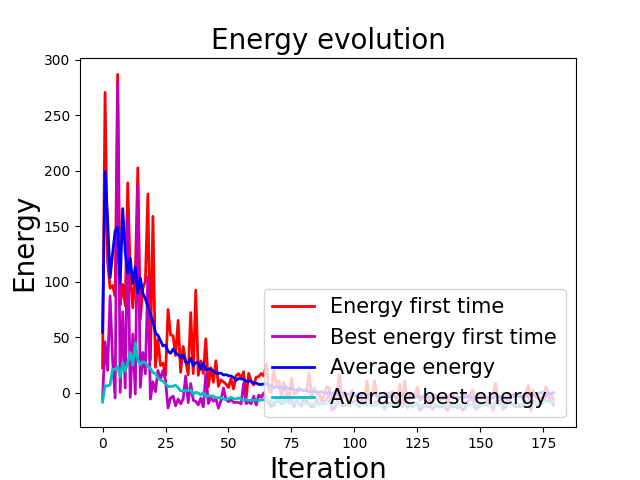 Energy evolution
300
250
200
150
100
50
0
Energy
Energy first time
Best energy first time
Average energy
Average best energy
0 25 50 75 100 125 150 175
Iteration